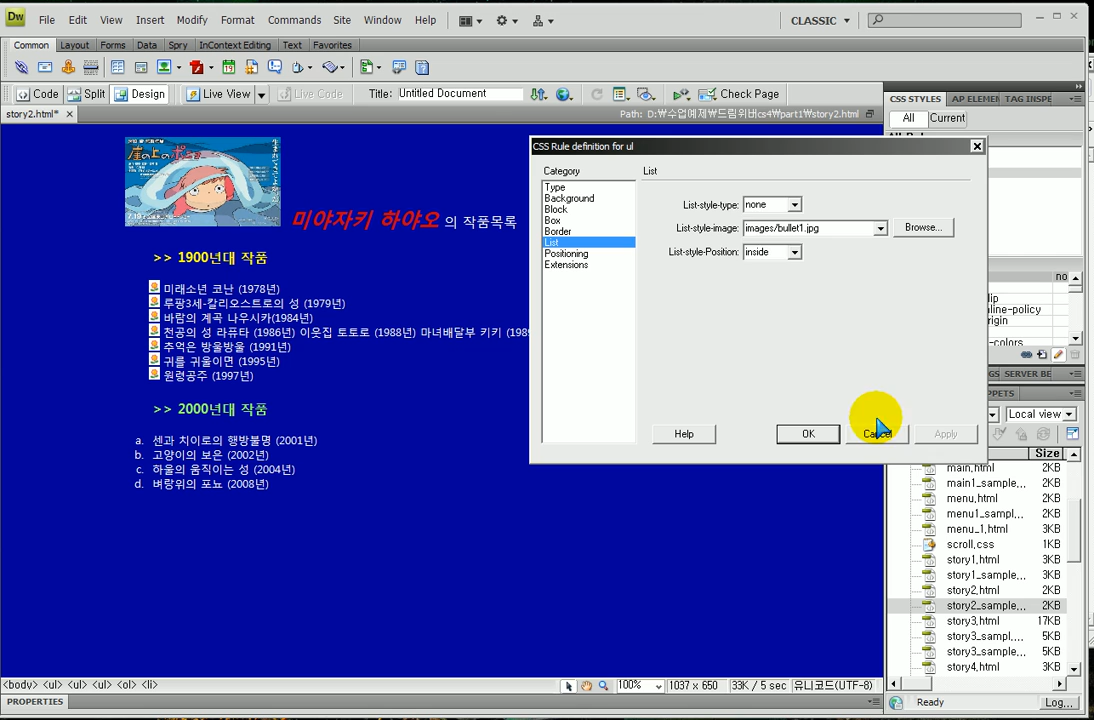 Dw File Edit View Insert Modify Format Commands Site Window Help CLASSIC
Common Layout Forms Data Spry InContext Editing Text Favorites
Code Split Design Live View Live Code Title: Untitled Document Check Page
story2.html* Path: D:₩수업예제₩드림위버cs4₩part1₩story2.html
CSS STYLES AP ELEMEN TAG INSPE
All Current
미야자키 하야오 의 작품목록
>> 1900년대 작품
미래소년 코난 (1978년)
루팡3세-칼리오스트로의 성 (1979년)
바람의 계곡 나우시카(1984년)
천공의 성 라퓨타 (1986년) 이웃집 토토로 (1988년) 마녀배달부 키키 (1989
추억은 방울방울 (1991년)
귀를 귀울이면 (1995년)
원령공주 (1997년)
>> 2000년대 작품
a. 센과 치이로의 행방불명 (2001년)
b. 고양이의 보은 (2002년)
c. 하울의 움직이는 성 (2004년)
d. 벼랑위의 포뇨 (2008년)
CSS Rule definition for ul
Category List
Type
Background
Block
Box
Border
List
Positioning
Extensions
List-style-type: none
List-style-image: images/bullet1.jpg Browse...
List-style-Position: inside
Help OK Cancel Apply
no
lip
nline-policy
rigin
-colors
GS SERVER BE
PPETS
Local view
Size
main.html 2KB
main1_sample... 2KB
menu.html 2KB
menu1_sampl... 2KB
menu_1.html 3KB
scroll.css 1KB
story1.html 3KB
story1_sample... 2KB
story2.html 2KB
story2_sample... 2KB
story3.html 17KB
story3_sampl... 5KB
story3_sample... 5KB
story4.html 3KB
<body> <ul> <ul> <ul> <ol> <li> 100% 1037 x 650 33K / 5 sec 유니코드(UTF-8)
Ready Log...
PROPERTIES